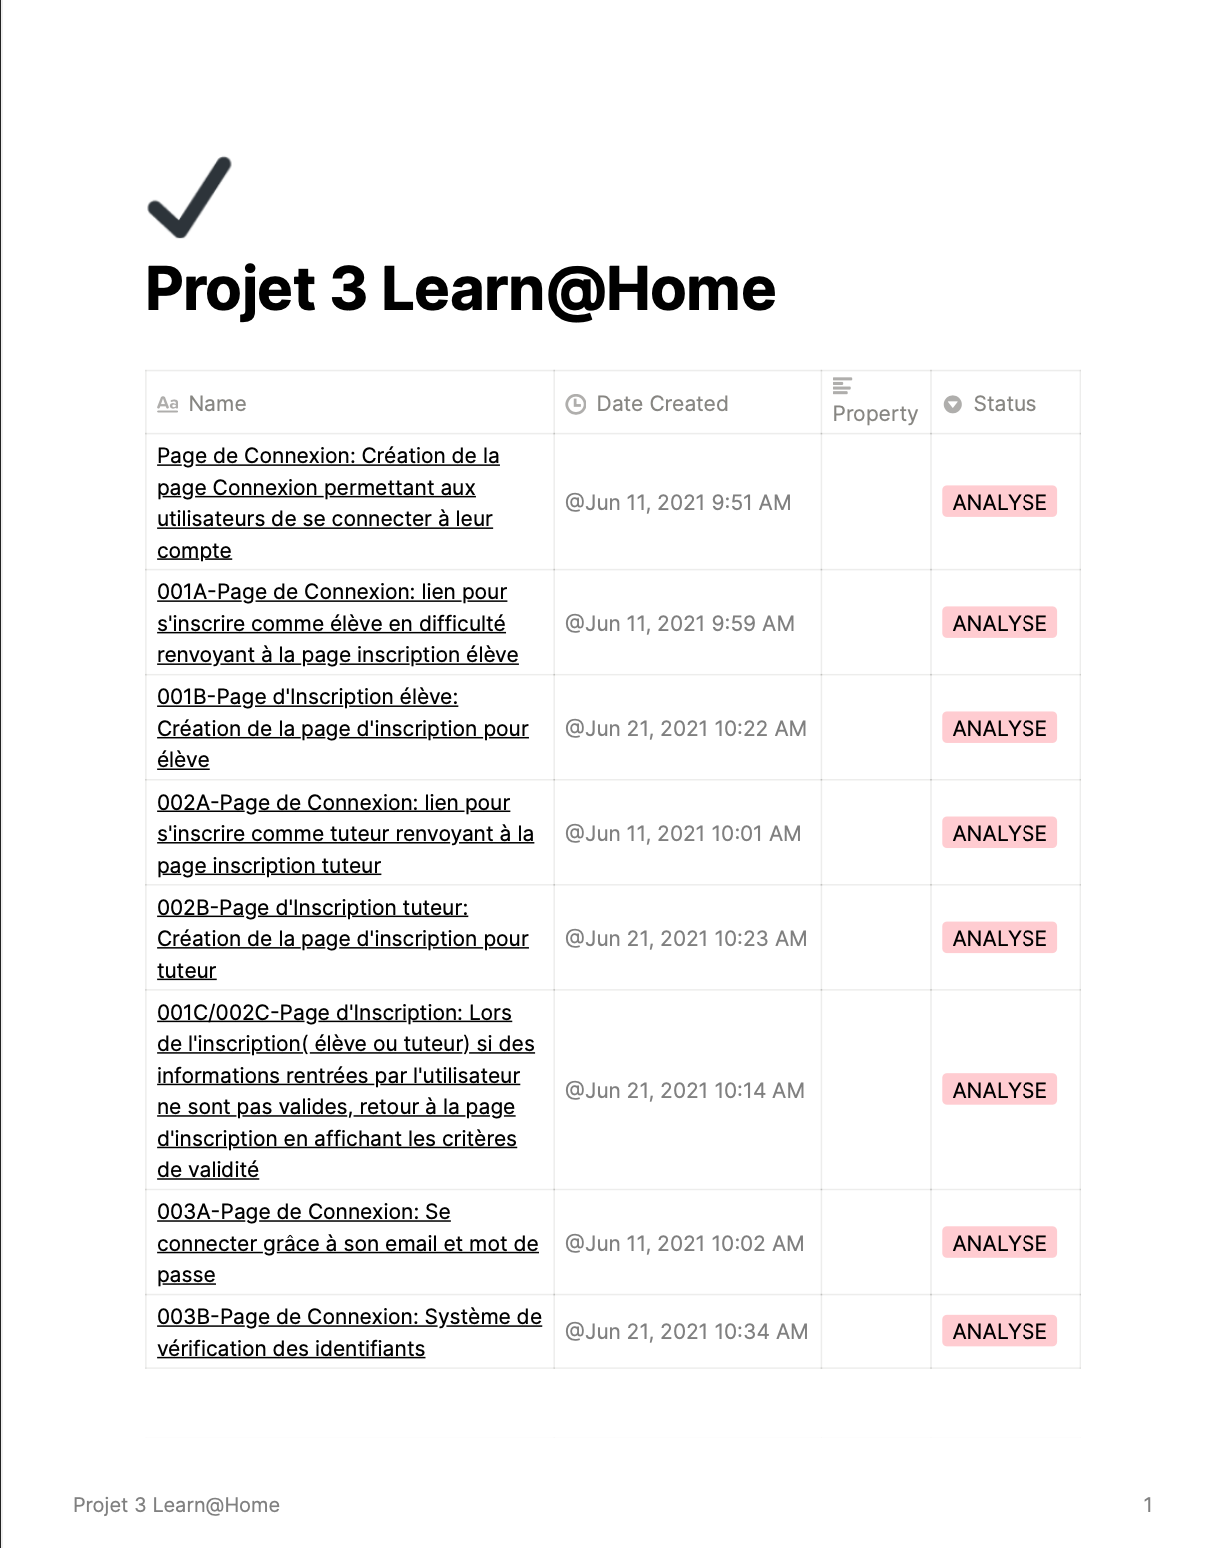 Projet 3 Learn@Home
Aa Name
Date Created
Property
Status
Page de Connexion: Création de la
page Connexion permettant aux
utilisateurs de se connecter à leur
compte
@Jun 11, 2021 9:51 AM
ANALYSE
001A-Page de Connexion: lien pour
s'inscrire comme élève en difficulté
renvoyant à la page inscription élève
@Jun 11, 2021 9:59 AM
ANALYSE
001B-Page d'Inscription élève:
Création de la page d'inscription pour
élève
@Jun 21, 2021 10:22 AM
ANALYSE
002A-Page de Connexion: lien pour
s'inscrire comme tuteur renvoyant à la
page inscription tuteur
@Jun 11, 2021 10:01 AM
ANALYSE
002B-Page d'Inscription tuteur:
Création de la page d'inscription pour
tuteur
@Jun 21, 2021 10:23 AM
ANALYSE
001C/002C-Page d'Inscription: Lors
de l'inscription( élève ou tuteur) si des
informations rentrées par l'utilisateur
ne sont pas valides, retour à la page
d'inscription en affichant les critères
de validité
@Jun 21, 2021 10:14 AM
ANALYSE
003A-Page de Connexion: Se
connecter grâce à son email et mot de
passe
@Jun 11, 2021 10:02 AM
ANALYSE
003B-Page de Connexion: Système de
vérification des identifiants
@Jun 21, 2021 10:34 AM
ANALYSE
Projet 3 Learn@Home
1